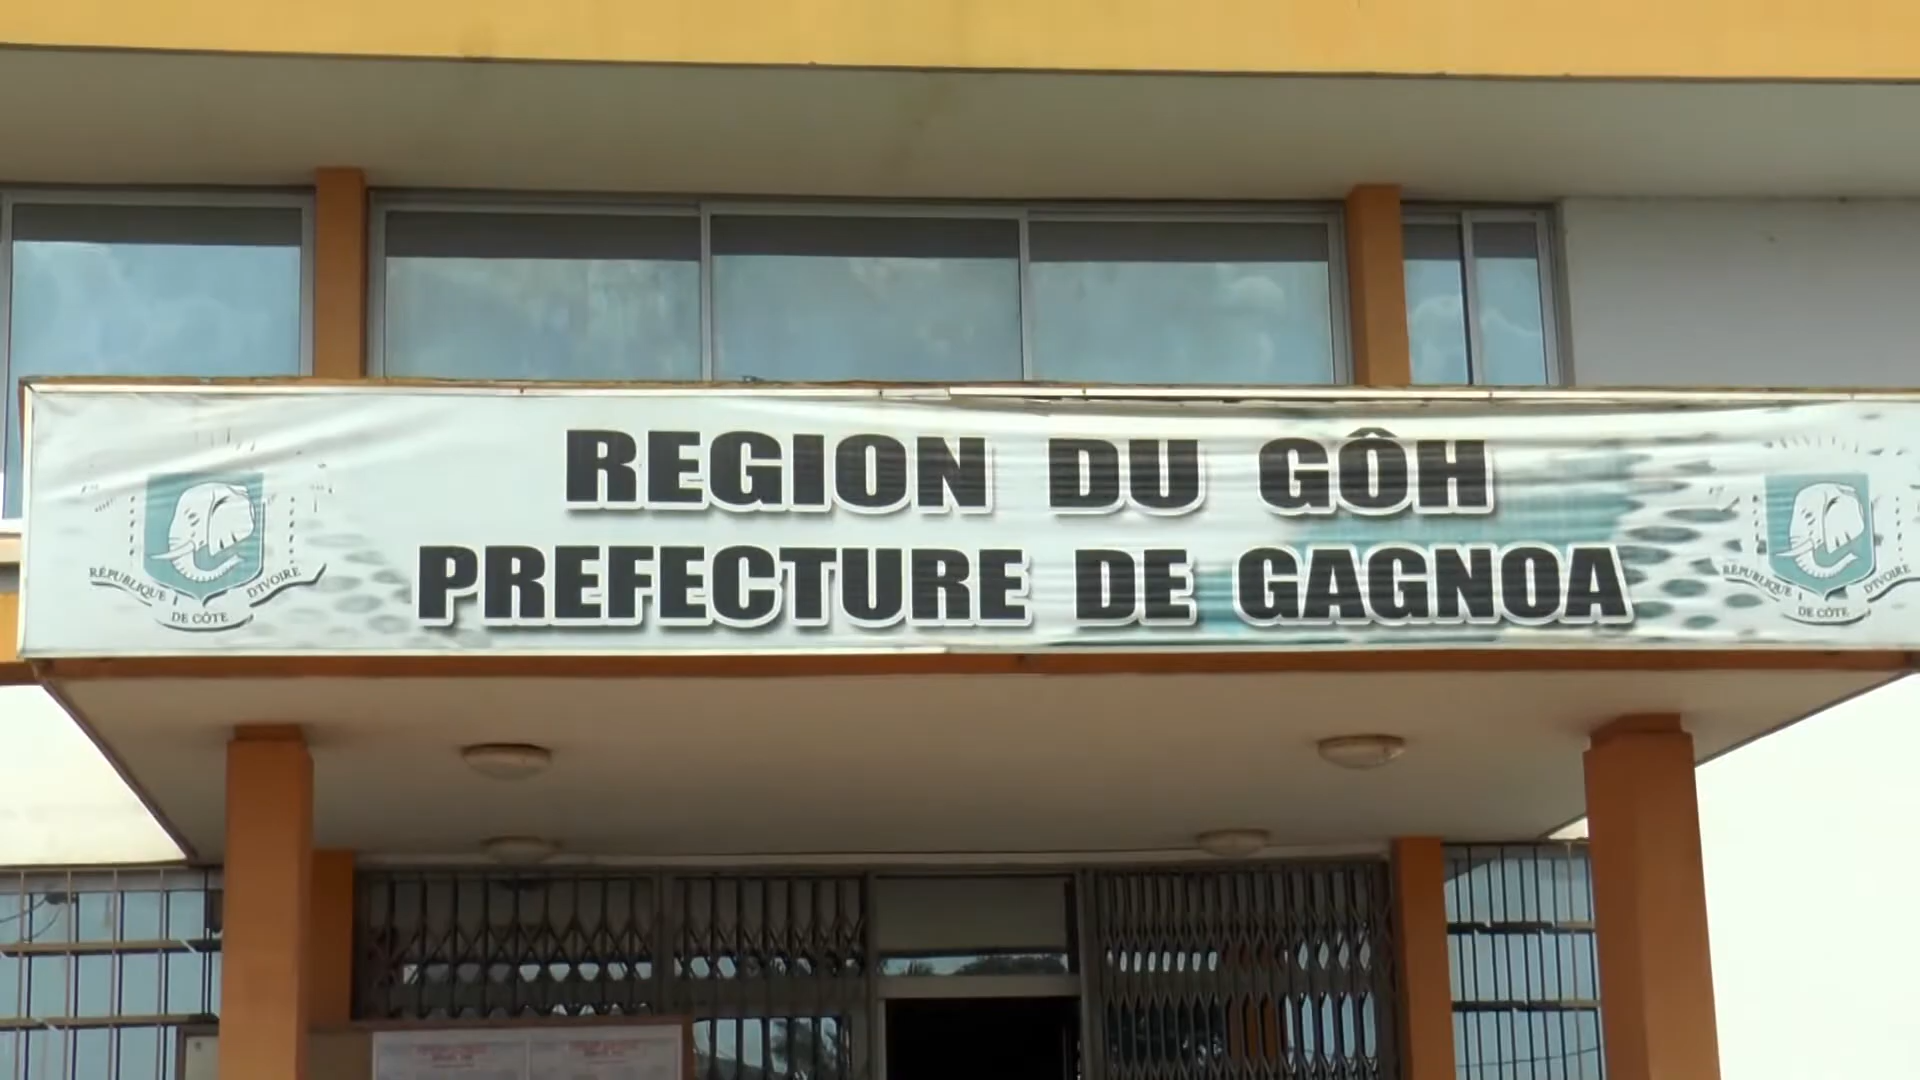 REGION DU GÔH
PREFECTURE DE GAGNOA
RÉPUBLIQUE DE CÔTE D'IVOIRE
RÉPUBLIQUE DE CÔTE D'IVOIRE